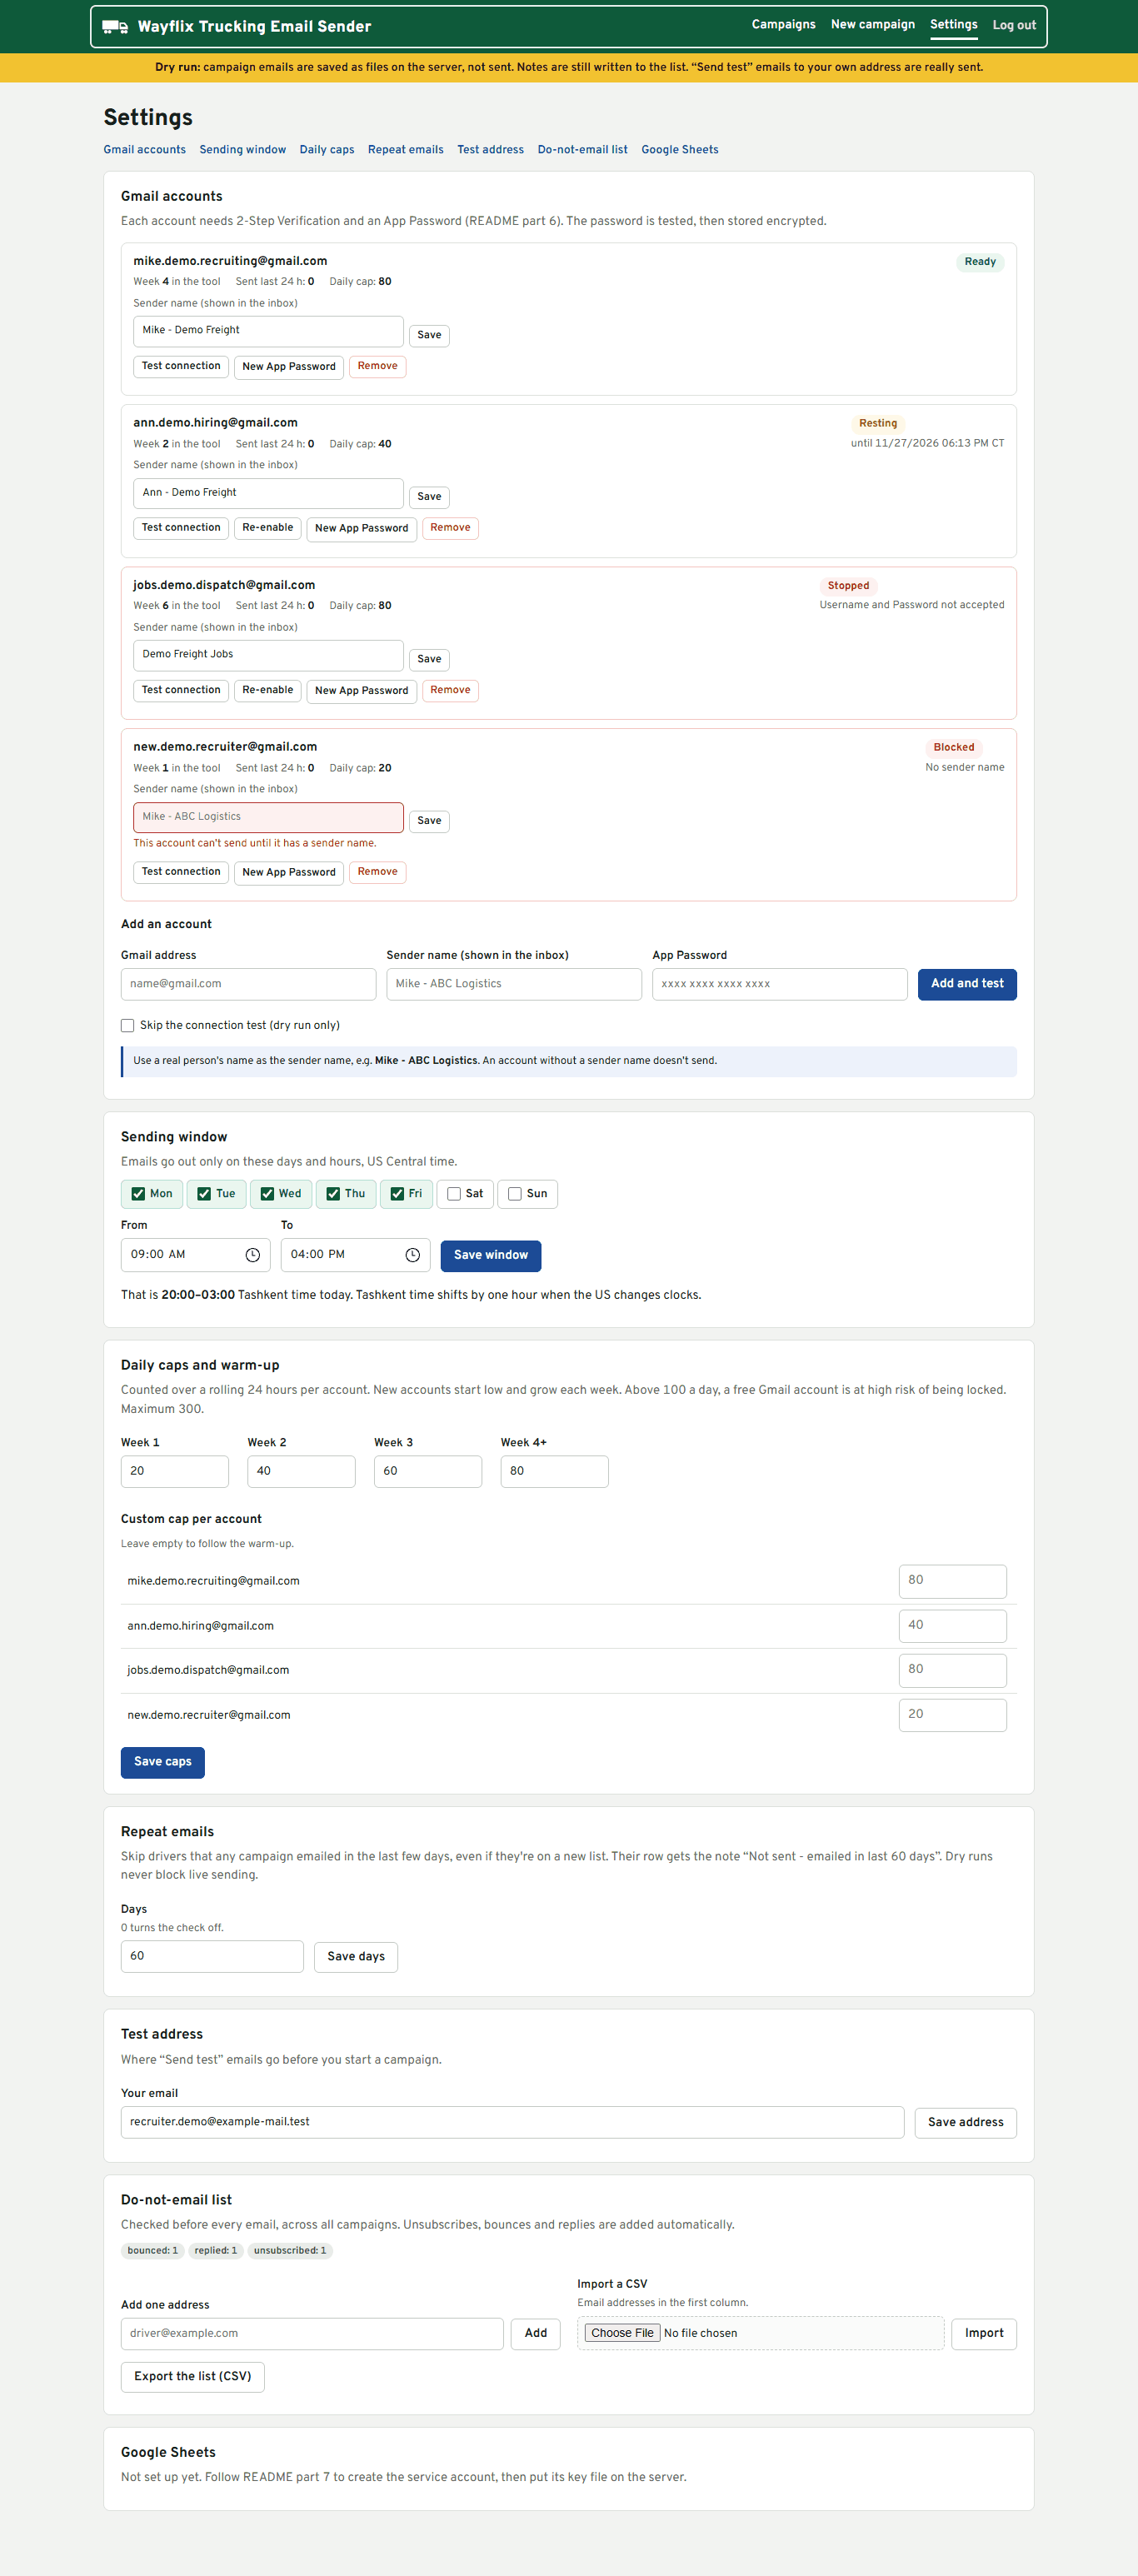 Wayflix Trucking Email Sender
Campaigns New campaign Settings Log out
Dry run: campaign emails are saved as files on the server, not sent. Notes are still written to the list. “Send test” emails to your own address are really sent.
Settings
Gmail accounts Sending window Daily caps Repeat emails Test address Do-not-email list Google Sheets
Gmail accounts
Each account needs 2-Step Verification and an App Password (README part 6). The password is tested, then stored encrypted.
mike.demo.recruiting@gmail.com
Ready
Week 4 in the tool Sent last 24 h: 0 Daily cap: 80
Sender name (shown in the inbox)
Mike - Demo Freight Save
Test connection New App Password Remove
ann.demo.hiring@gmail.com
Resting
Week 2 in the tool Sent last 24 h: 0 Daily cap: 40
until 11/27/2026 06:13 PM CT
Sender name (shown in the inbox)
Ann - Demo Freight Save
Test connection Re-enable New App Password Remove
jobs.demo.dispatch@gmail.com
Stopped
Week 6 in the tool Sent last 24 h: 0 Daily cap: 80
Username and Password not accepted
Sender name (shown in the inbox)
Demo Freight Jobs Save
Test connection Re-enable New App Password Remove
new.demo.recruiter@gmail.com
Blocked
Week 1 in the tool Sent last 24 h: 0 Daily cap: 20
No sender name
Sender name (shown in the inbox)
Mike - ABC Logistics Save
This account can't send until it has a sender name.
Test connection New App Password Remove
Add an account
Gmail address Sender name (shown in the inbox) App Password
name@gmail.com Mike - ABC Logistics xxxx xxxx xxxx xxxx Add and test
Skip the connection test (dry run only)
Use a real person's name as the sender name, e.g. Mike - ABC Logistics. An account without a sender name doesn't send.
Sending window
Emails go out only on these days and hours, US Central time.
Mon Tue Wed Thu Fri Sat Sun
From To
09:00 AM 04:00 PM Save window
That is 20:00–03:00 Tashkent time today. Tashkent time shifts by one hour when the US changes clocks.
Daily caps and warm-up
Counted over a rolling 24 hours per account. New accounts start low and grow each week. Above 100 a day, a free Gmail account is at high risk of being locked.
Maximum 300.
Week 1 Week 2 Week 3 Week 4+
20 40 60 80
Custom cap per account
Leave empty to follow the warm-up.
mike.demo.recruiting@gmail.com 80
ann.demo.hiring@gmail.com 40
jobs.demo.dispatch@gmail.com 80
new.demo.recruiter@gmail.com 20
Save caps
Repeat emails
Skip drivers that any campaign emailed in the last few days, even if they're on a new list. Their row gets the note “Not sent - emailed in last 60 days”. Dry runs
never block live sending.
Days
0 turns the check off.
60 Save days
Test address
Where “Send test” emails go before you start a campaign.
Your email
recruiter.demo@example-mail.test Save address
Do-not-email list
Checked before every email, across all campaigns. Unsubscribes, bounces and replies are added automatically.
bounced: 1 replied: 1 unsubscribed: 1
Import a CSV
Add one address
Email addresses in the first column.
driver@example.com Add Choose File No file chosen Import
Export the list (CSV)
Google Sheets
Not set up yet. Follow README part 7 to create the service account, then put its key file on the server.